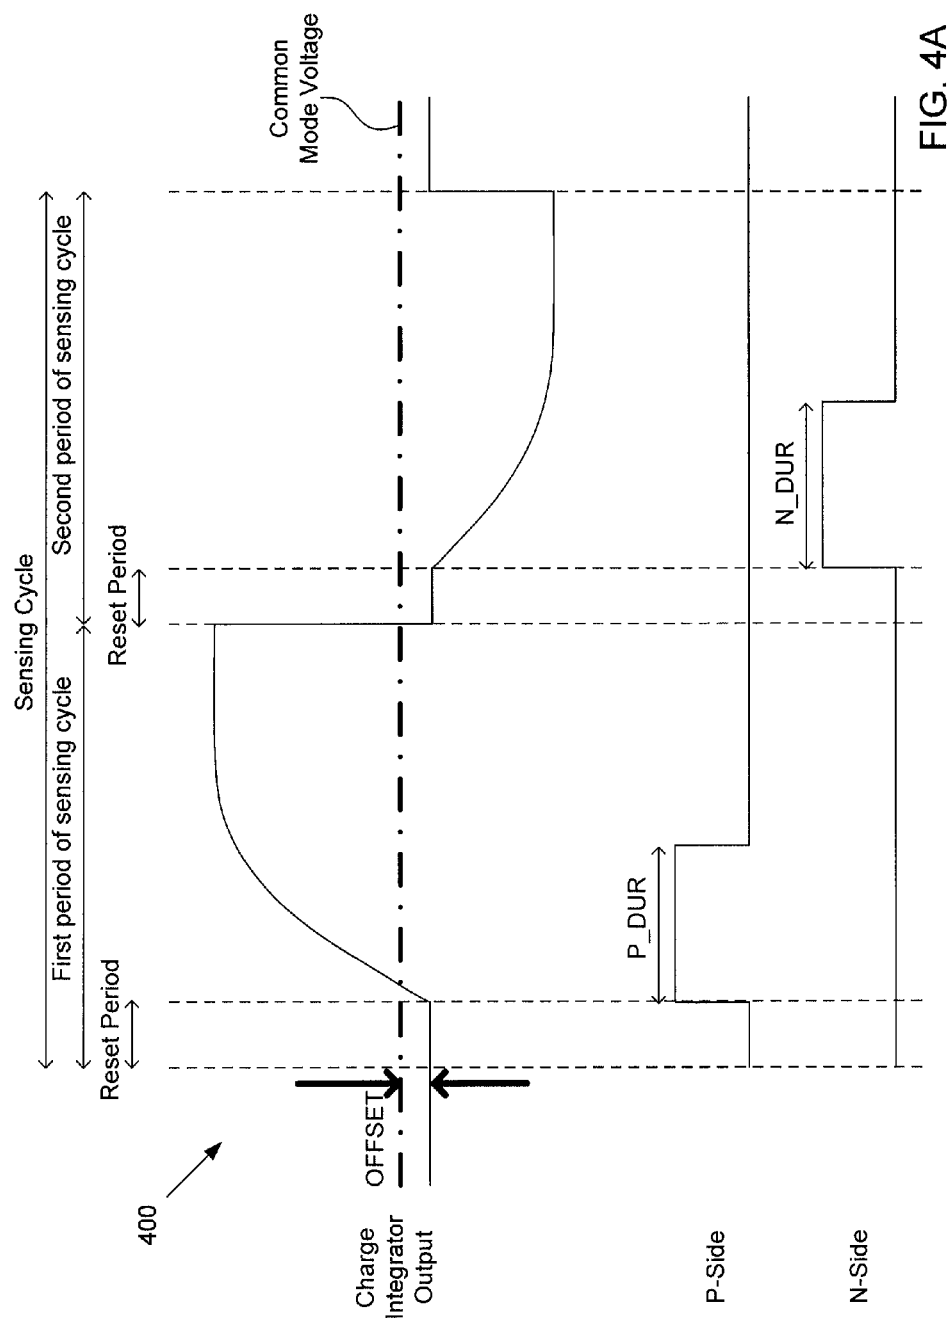 Sensing Cycle
First period of sensing cycle
Second period of sensing cycle
Reset Period
Reset Period
Common
Mode Voltage
400
OFFSET
Charge
Integrator
Output
P_DUR
P-Side
N_DUR
N-Side
FIG. 4A